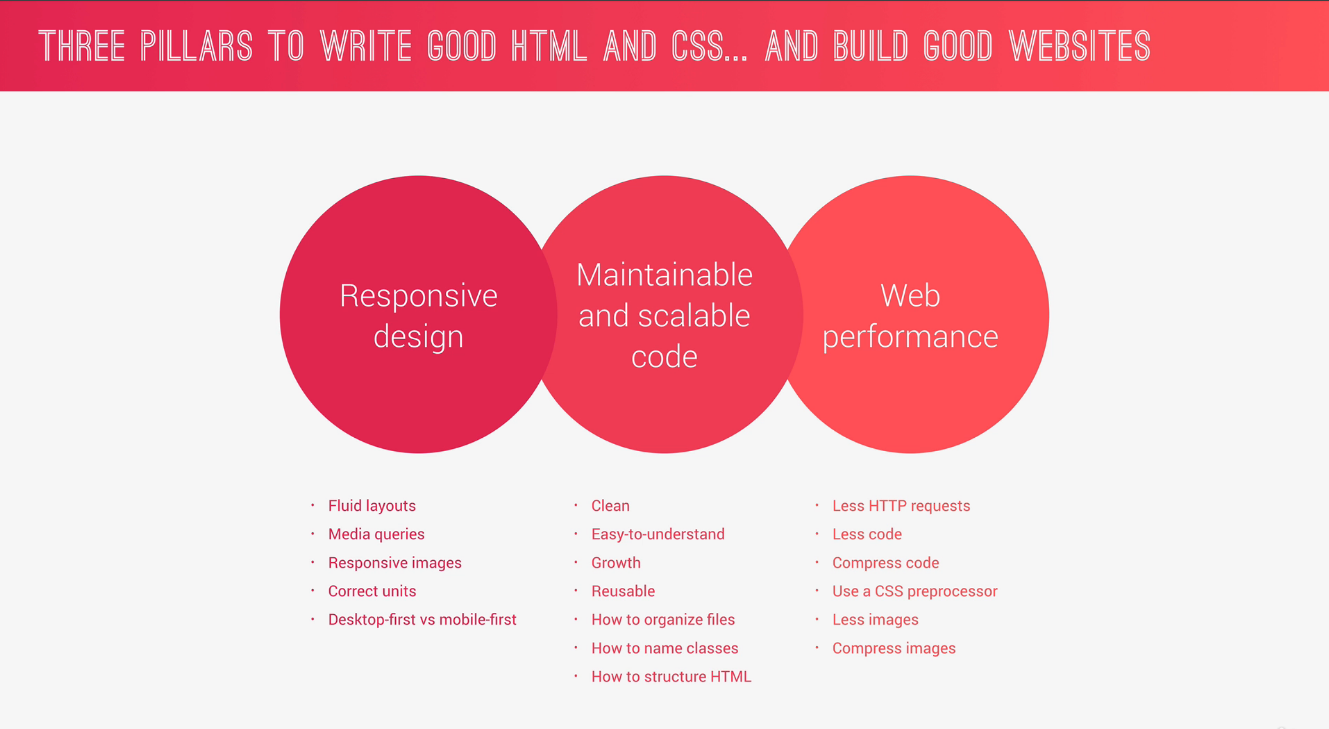 THREE PILLARS TO WRITE GOOD HTML AND CSS... AND BUILD GOOD WEBSITES
Responsive
design
Maintainable
and scalable
code
Web
performance
· Fluid layouts
· Media queries
· Responsive images
· Correct units
· Desktop-first vs mobile-first
· Clean
· Easy-to-understand
· Growth
· Reusable
· How to organize files
· How to name classes
· How to structure HTML
· Less HTTP requests
· Less code
· Compress code
· Use a CSS preprocessor
· Less images
· Compress images